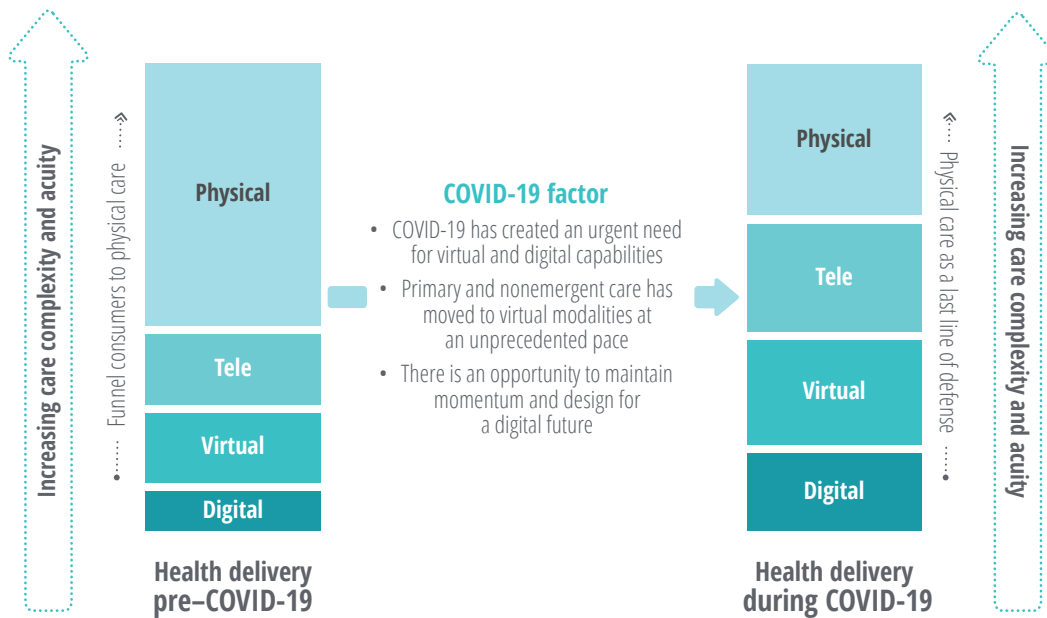 Increasing care complexity and acuity
Funnel consumers to physical care
Physical
Tele
Virtual
Digital
Health delivery
pre–COVID-19
COVID-19 factor
• COVID-19 has created an urgent need
for virtual and digital capabilities
• Primary and nonemergent care has
moved to virtual modalities at
an unprecedented pace
• There is an opportunity to maintain
momentum and design for
a digital future
Physical
Tele
Virtual
Digital
Health delivery
during COVID-19
Physical care as a last line of defense
Increasing care complexity and acuity